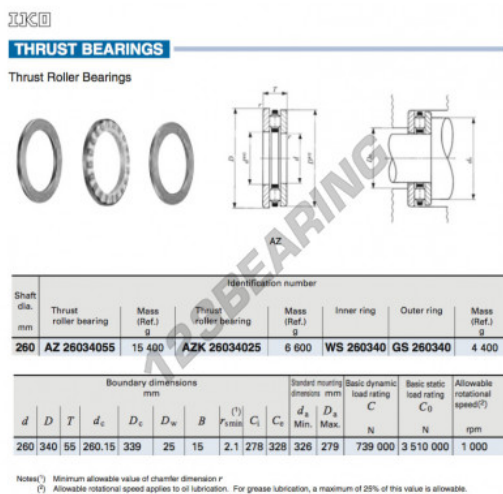 IKO
THRUST BEARINGS
Thrust Roller Bearings
T
r
r
D
d
AZ
123BEARING
Shaft dia. mm
Identification number
Thrust roller bearing
Mass (Ref.) g
Thrust roller bearing
Mass (Ref.) g
Inner ring
Outer ring
Mass (Ref.) g
260 AZ 26034055 15 400 AZK 26034025 6 600 WS 260340 GS 260340 4 400
Boundary dimensions mm
Standard mounting dimensions mm
Basic dynamic load rating C N
Basic static load rating C0 N
Allowable rotational speed(2) rpm
d D T dc Dc Dw B rsmin(1) Ci Ce da Min. Da Max.
260 340 55 260.15 339 25 15 2.1 278 328 326 279 739 000 3 510 000 1 000
Notes(1) Minimum allowable value of chamfer dimension r
(2) Allowable rotational speed applies to oil lubrication. For grease lubrication, a maximum of 25% of this value is allowable.